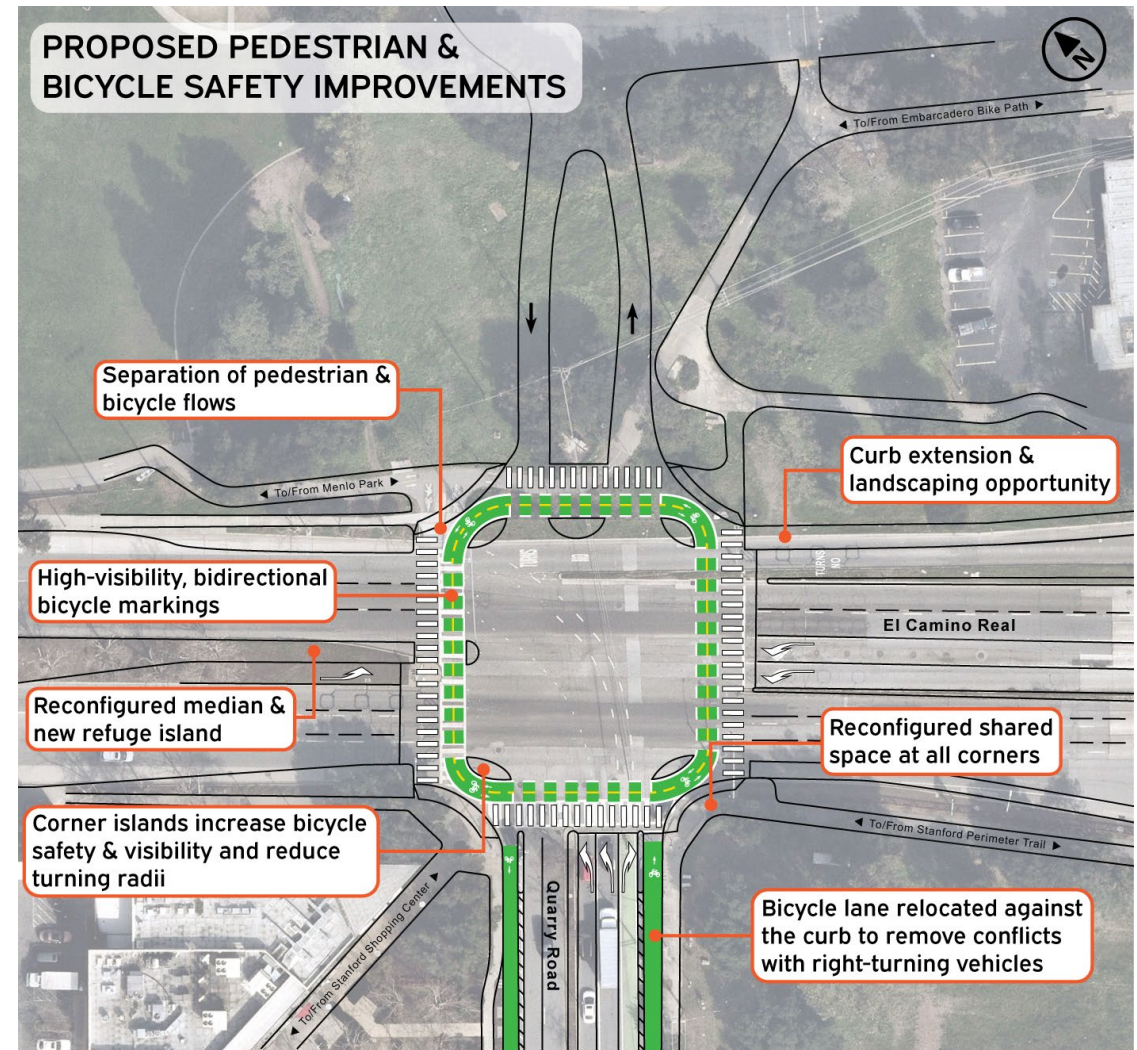 PROPOSED PEDESTRIAN &
BICYCLE SAFETY IMPROVEMENTS
N
To/From Embarcadero Bike Path
Separation of pedestrian &
bicycle flows
Curb extension &
landscaping opportunity
To/From Menlo Park
TURNS
NO
High-visibility, bidirectional
bicycle markings
El Camino Real
Reconfigured median &
new refuge island
Reconfigured shared
space at all corners
Corner islands increase bicycle
safety & visibility and reduce
turning radii
To/From Stanford Perimeter Trail
Quarry Road
To/From Stanford Shopping Center
Bicycle lane relocated against
the curb to remove conflicts
with right-turning vehicles